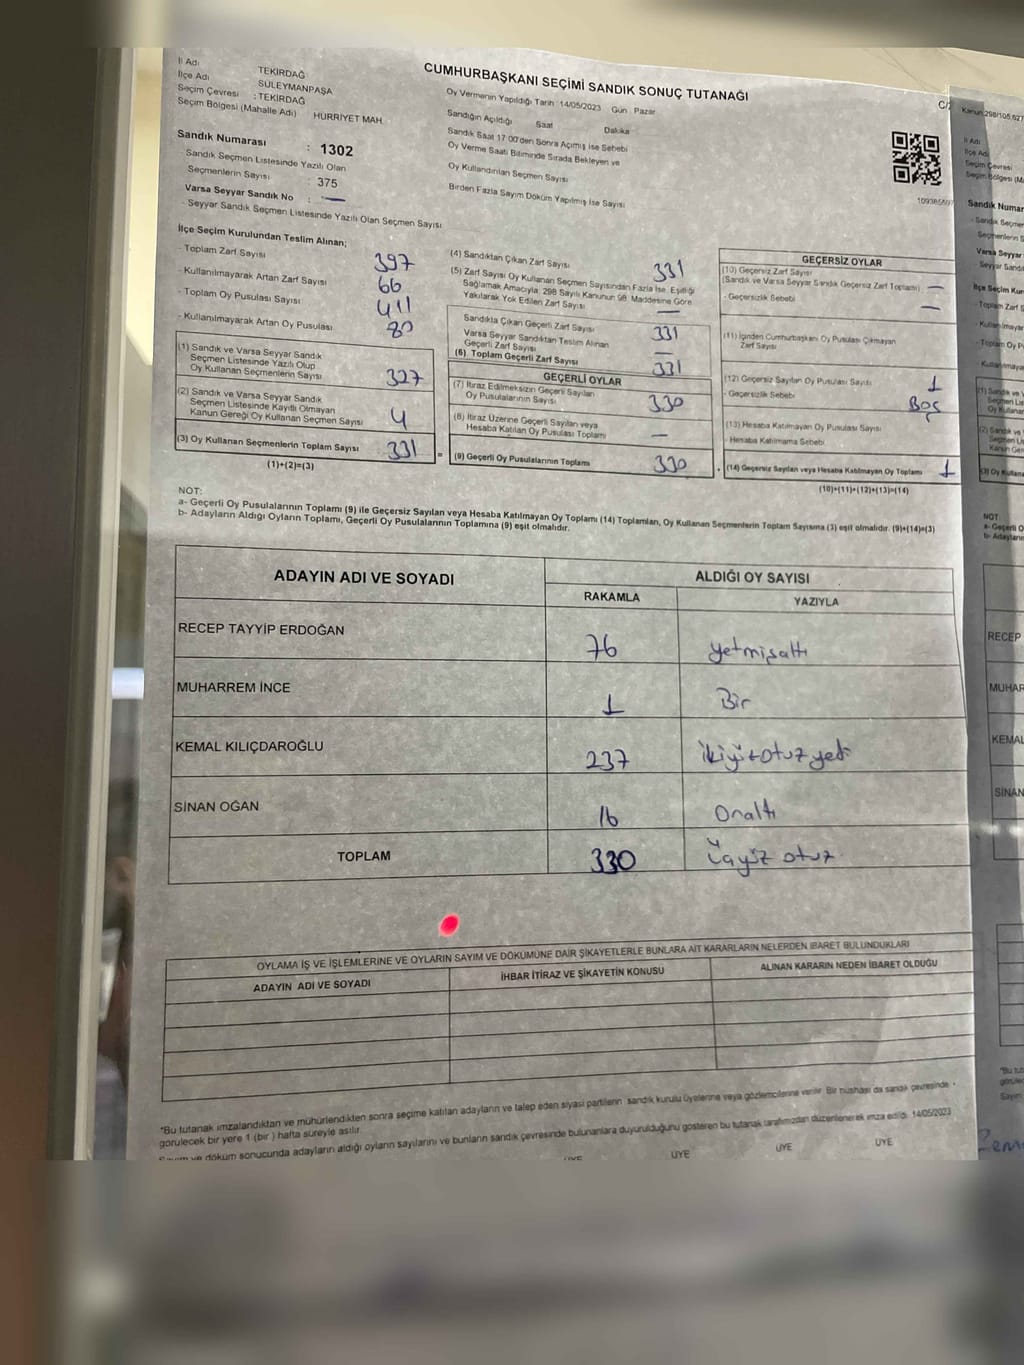 CUMHURBAŞKANI SEÇİMİ SANDIK SONUÇ TUTANAĞI
İl Adı TEKİRDAĞ
İlçe Adı SÜLEYMANPAŞA
Seçim Çevresi : TEKİRDAĞ
Seçim Bölgesi (Mahalle Adı) HÜRRİYET MAH.
Sandık Numarası : 1302
Sandık Seçmen Listesinde Yazılı Olan
Seçmenlerin Sayısı : 375
Varsa Seyyar Sandık No : —
- Seyyar Sandık Seçmen Listesinde Yazılı Olan Seçmen Sayısı
Oy Vermenin Yapıldığı Tarih : 14/05/2023 Gün : Pazar
Sandığın Açıldığı Saat Dakika
Sandık Saat 17:00'den Sonra Açımış İse Sebebi
Oy Verme Saati Bitiminde Sırada Bekleyen ve
Oy Kullandırılan Seçmen Sayısı
Birden Fazla Sayım Döküm Yapılmış İse Sayısı
İlçe Seçim Kurulundan Teslim Alınan;
- Toplam Zarf Sayısı 397
- Kullanılmayarak Artan Zarf Sayısı 66
- Toplam Oy Pusulası Sayısı 411
- Kullanılmayarak Artan Oy Pusulası 80
(1) Sandık ve Varsa Seyyar Sandık
Seçmen Listesinde Yazılı Olup
Oy Kullanan Seçmenlerin Sayısı 327
(2) Sandık ve Varsa Seyyar Sandık
Seçmen Listesinde Kayıtlı Olmayan
Kanun Gereği Oy Kullanan Seçmen Sayısı 4
(3) Oy Kullanan Seçmenlerin Toplam Sayısı 331
(1)+(2)=(3)
(4) Sandıktan Çıkan Zarf Sayısı 331
(5) Zarf Sayısı Oy Kullanan Seçmen Sayısından Fazla İse, Eşitliği
Sağlamak Amacıyla, 298 Sayılı Kanunun 98. Maddesine Göre
Yakılarak Yok Edilen Zarf Sayısı —
Sandıkta Çıkan Geçerli Zarf Sayısı 331
Varsa Seyyar Sandıktan Teslim Alınan
Geçerli Zarf Sayısı —
(6) Toplam Geçerli Zarf Sayısı 331
GEÇERLİ OYLAR
(7) İtiraz Edilmeksizin Geçerli Sayılan
Oy Pusulalarının Sayısı 330
(8) İtiraz Üzerine Geçerli Sayılan veya
Hesaba Katılan Oy Pusulası Toplamı —
(9) Geçerli Oy Pusulalarının Toplamı 330
GEÇERSİZ OYLAR
(10) Geçersiz Zarf Sayısı
(Sandık ve Varsa Seyyar Sandık Geçersiz Zarf Toplamı) —
- Geçersizlik Sebebi —
(11) İçinden Cumhurbaşkanı Oy Pusulası Çıkmayan
Zarf Sayısı
(12) Geçersiz Sayılan Oy Pusulası Sayısı 1
- Geçersizlik Sebebi Boş
(13) Hesaba Katılmayan Oy Pusulası Sayısı
- Hesaba Katılmama Sebebi
(14) Geçersiz Sayılan veya Hesaba Katılmayan Oy Toplamı 1
(10)+(11)+(12)+(13)=(14)
NOT:
a- Geçerli Oy Pusulalarının Toplamı (9) ile Geçersiz Sayılan veya Hesaba Katılmayan Oy Toplamı (14) Toplamları, Oy Kullanan Seçmenlerin Toplam Sayısına (3) eşit olmalıdır. (9)+(14)=(3)
b- Adayların Aldığı Oyların Toplamı, Geçerli Oy Pusulalarının Toplamına (9) eşit olmalıdır.
ADAYIN ADI VE SOYADI ALDIĞI OY SAYISI
RAKAMLA YAZIYLA
RECEP TAYYİP ERDOĞAN 76 yetmişaltı
MUHARREM İNCE 1 Bir
KEMAL KILIÇDAROĞLU 237 ikiyüzotuzyedi
SİNAN OĞAN 16 Onaltı
TOPLAM 330 üçyüz otuz
OYLAMA İŞ VE İŞLEMLERİNE VE OYLARIN SAYIM VE DÖKÜMÜNE DAİR ŞİKAYETLERLE BUNLARA AİT KARARLARIN NELERDEN İBARET BULUNDUKLARI
ADAYIN ADI VE SOYADI İHBAR İTİRAZ VE ŞİKAYETİN KONUSU ALINAN KARARIN NEDEN İBARET OLDUĞU
*Bu tutanak imzalandıktan ve mühürlendikten sonra seçime katılan adayların ve talep eden siyasi partilerin sandık kurulu üyelerine veya gözlemcilerine verilir. Bir nüshası da sandık çevresinde
görülecek bir yere 1 (bir) hafta süreyle asılır.
ve döküm sonucunda adayların aldığı oyların sayılarını ve bunların sandık çevresinde bulunanlara duyurulduğunu gösteren bu tutanak tarafımızdan düzenlenerek imza edildi. 14/05/2023
ÜYE ÜYE ÜYE ÜYE